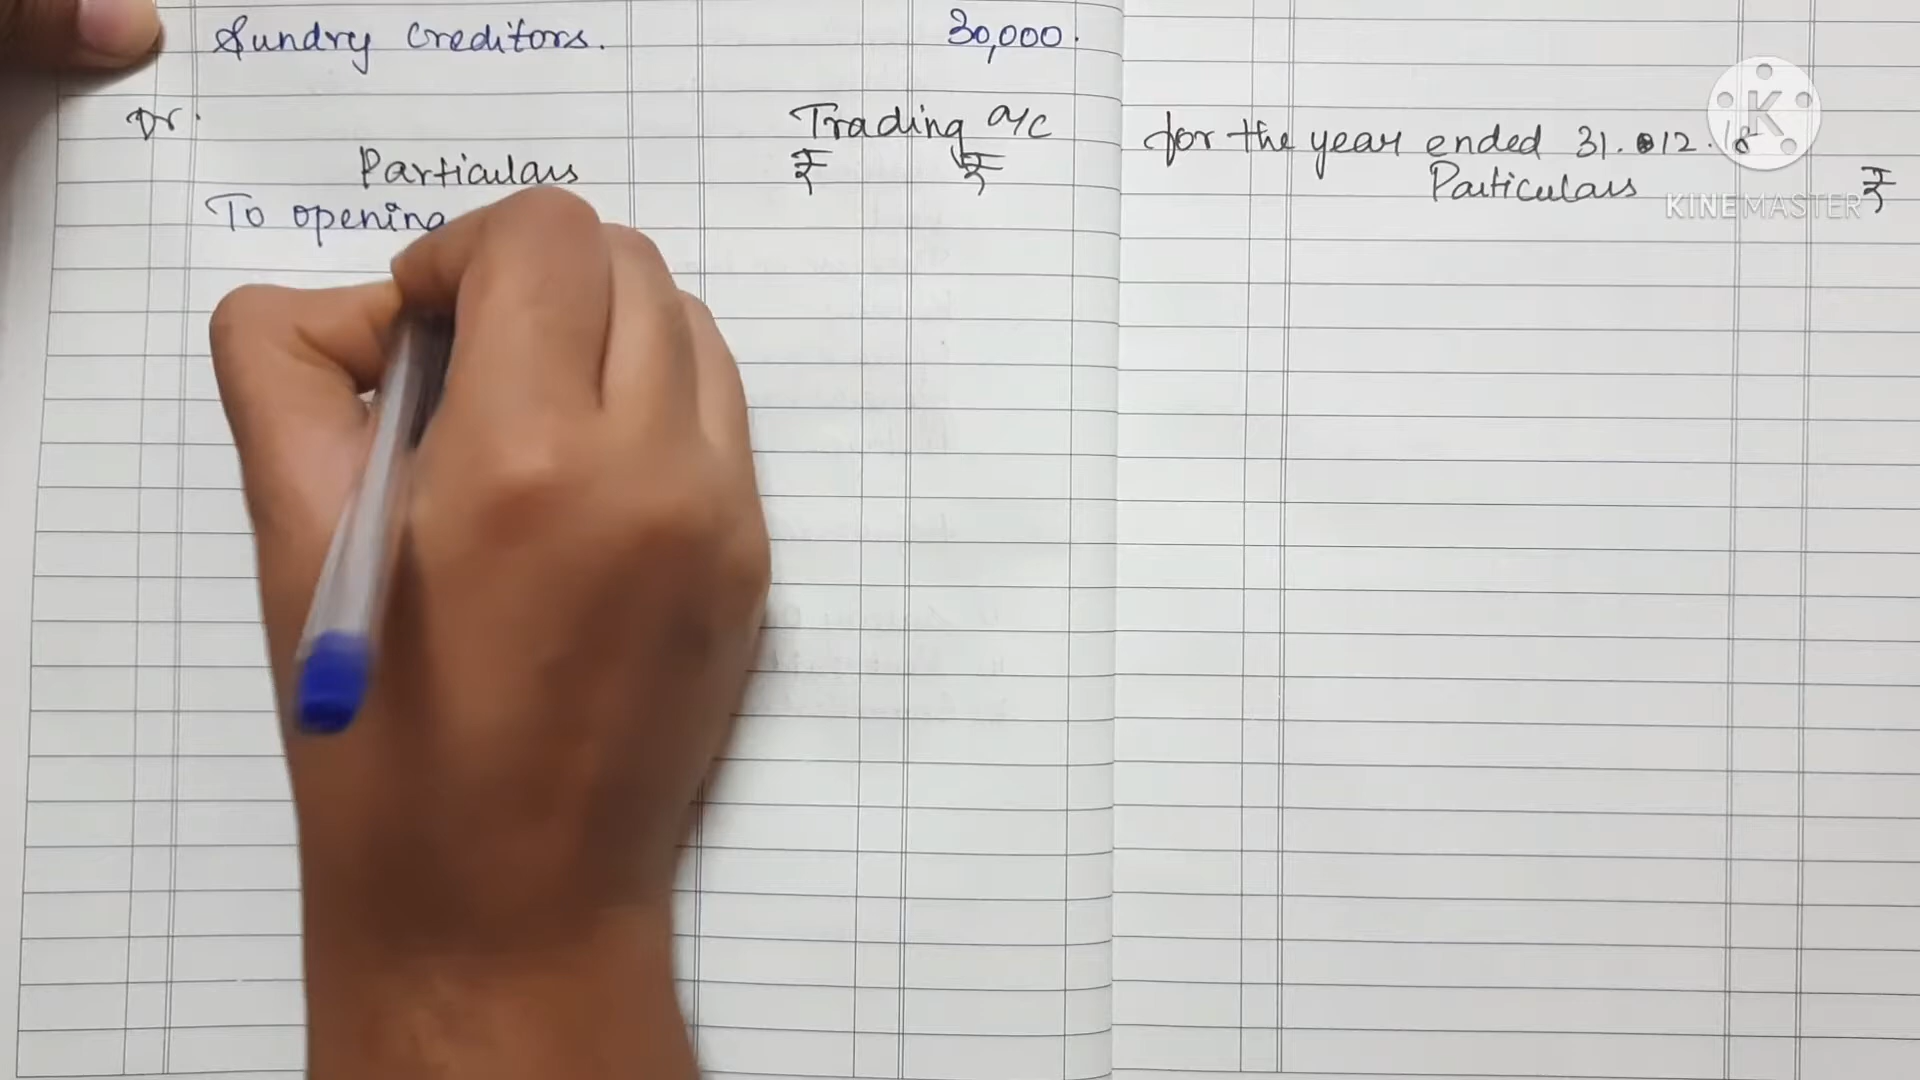 Sundry creditors. 30,000.
Dr. Trading a/c for the year ended 31.12.18
Particulars ₹ ₹ Particulars ₹
To opening
K
KINEMASTER